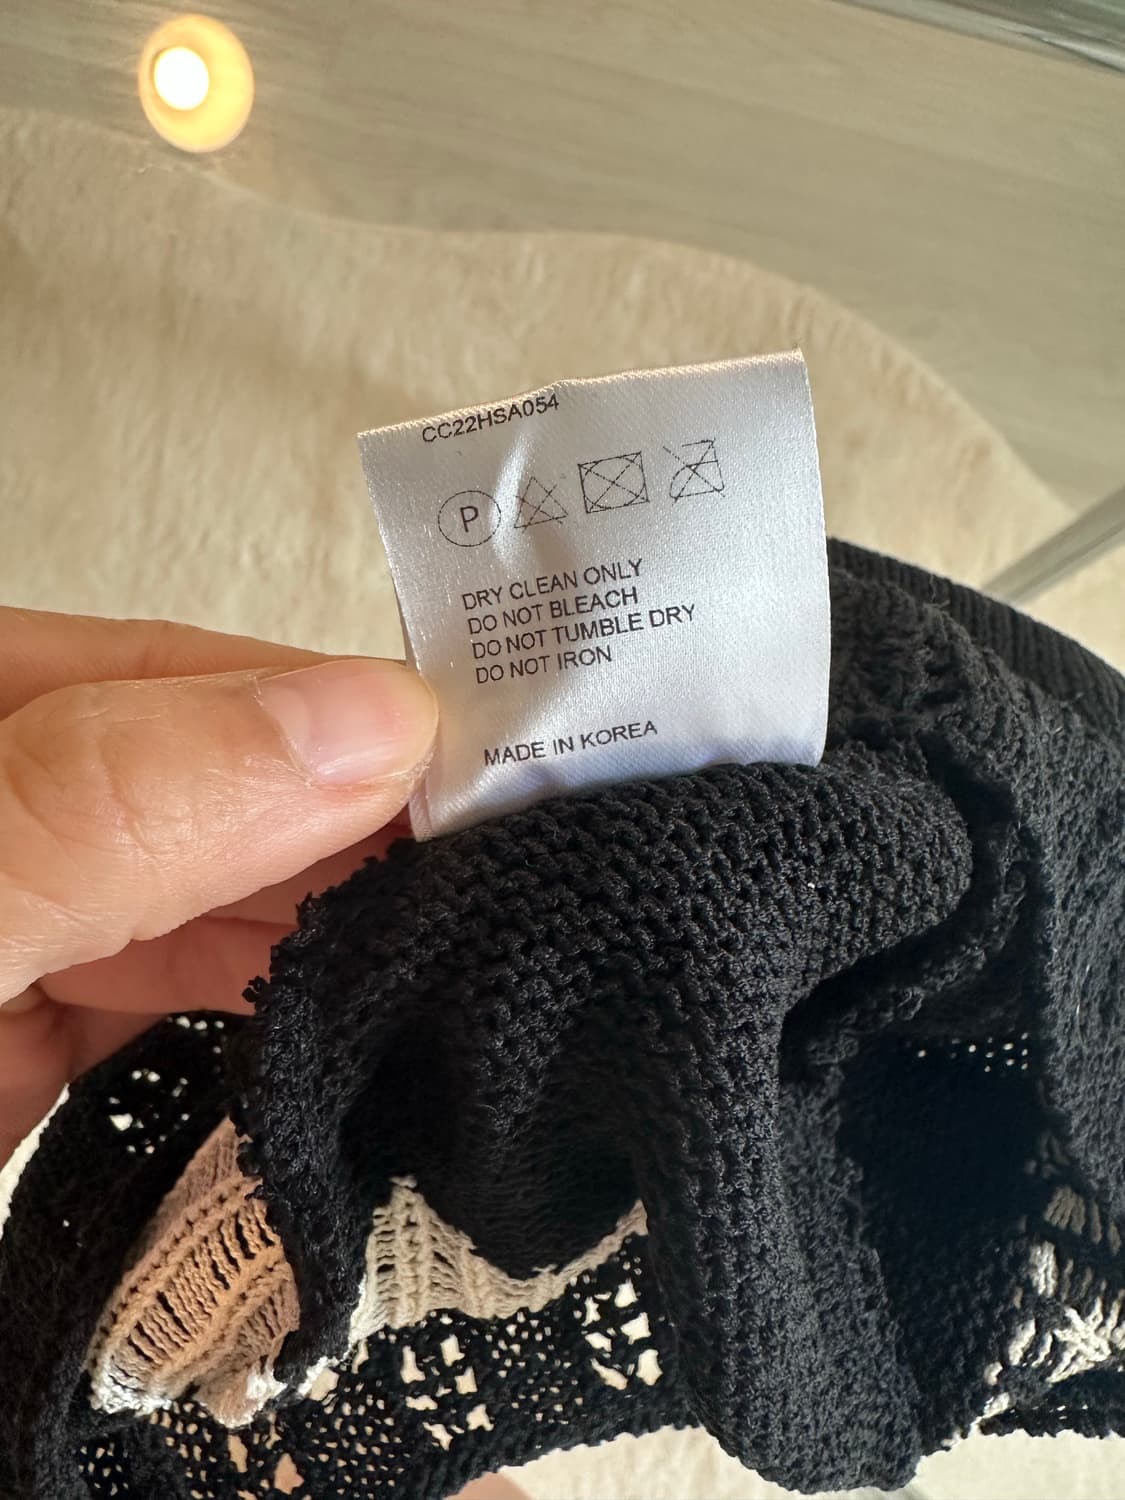 CC22HSA054
P
DRY CLEAN ONLY
DO NOT BLEACH
DO NOT TUMBLE DRY
DO NOT IRON
MADE IN KOREA